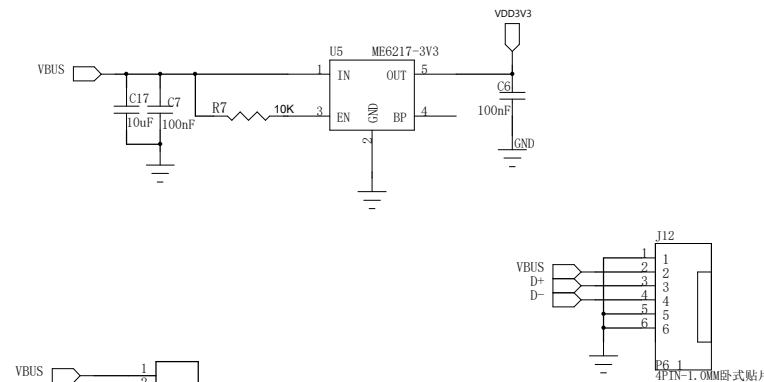 VDD3V3
U5 ME6217-3V3
VBUS 1 IN OUT 5
C17 C7 R7 10K 3 EN GND BP 4 C6
10uF 100nF 100nF
2 GND
J12
1 1
VBUS 2 2
D+ 3 3
D- 4 4
5 5
6 6
P6_1
4PIN-1.0MM卧式贴片
VBUS 1
2